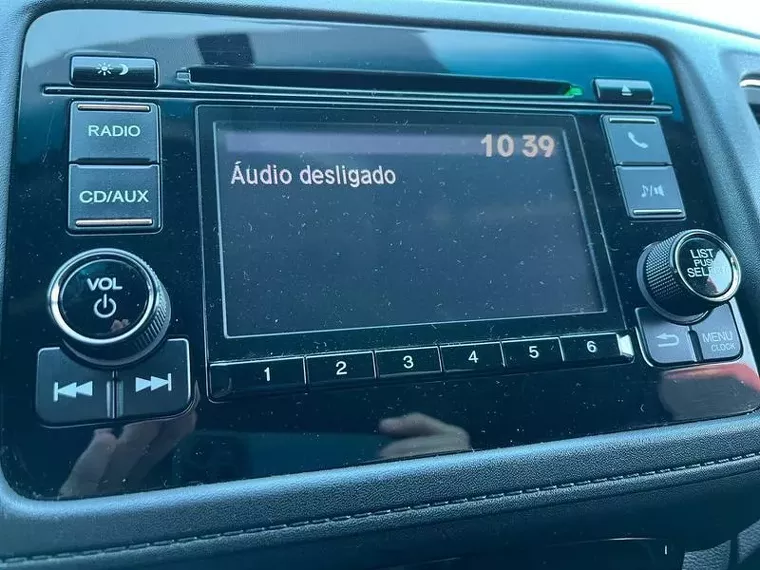 RADIO
CD/AUX
VOL
10 39
Áudio desligado
LIST
PUSH
SELECT
MENU
CLOCK
1 2 3 4 5 6